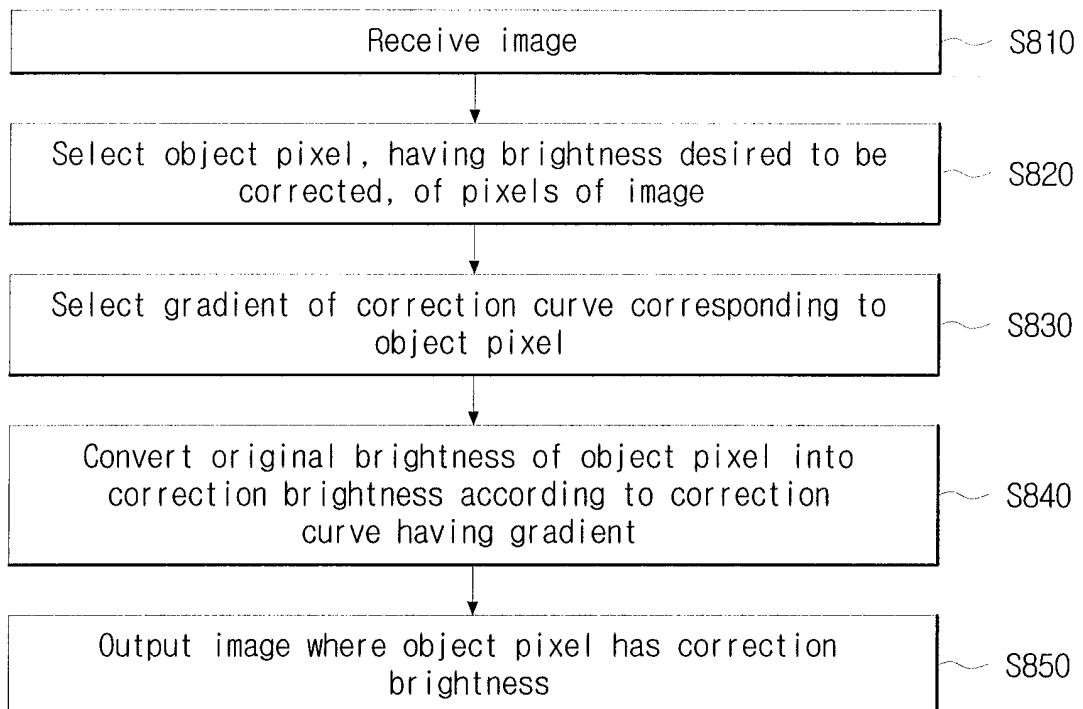 Receive image
S810
Select object pixel, having brightness desired to be
corrected, of pixels of image
S820
Select gradient of correction curve corresponding to
object pixel
S830
Convert original brightness of object pixel into
correction brightness according to correction
curve having gradient
S840
Output image where object pixel has correction
brightness
S850